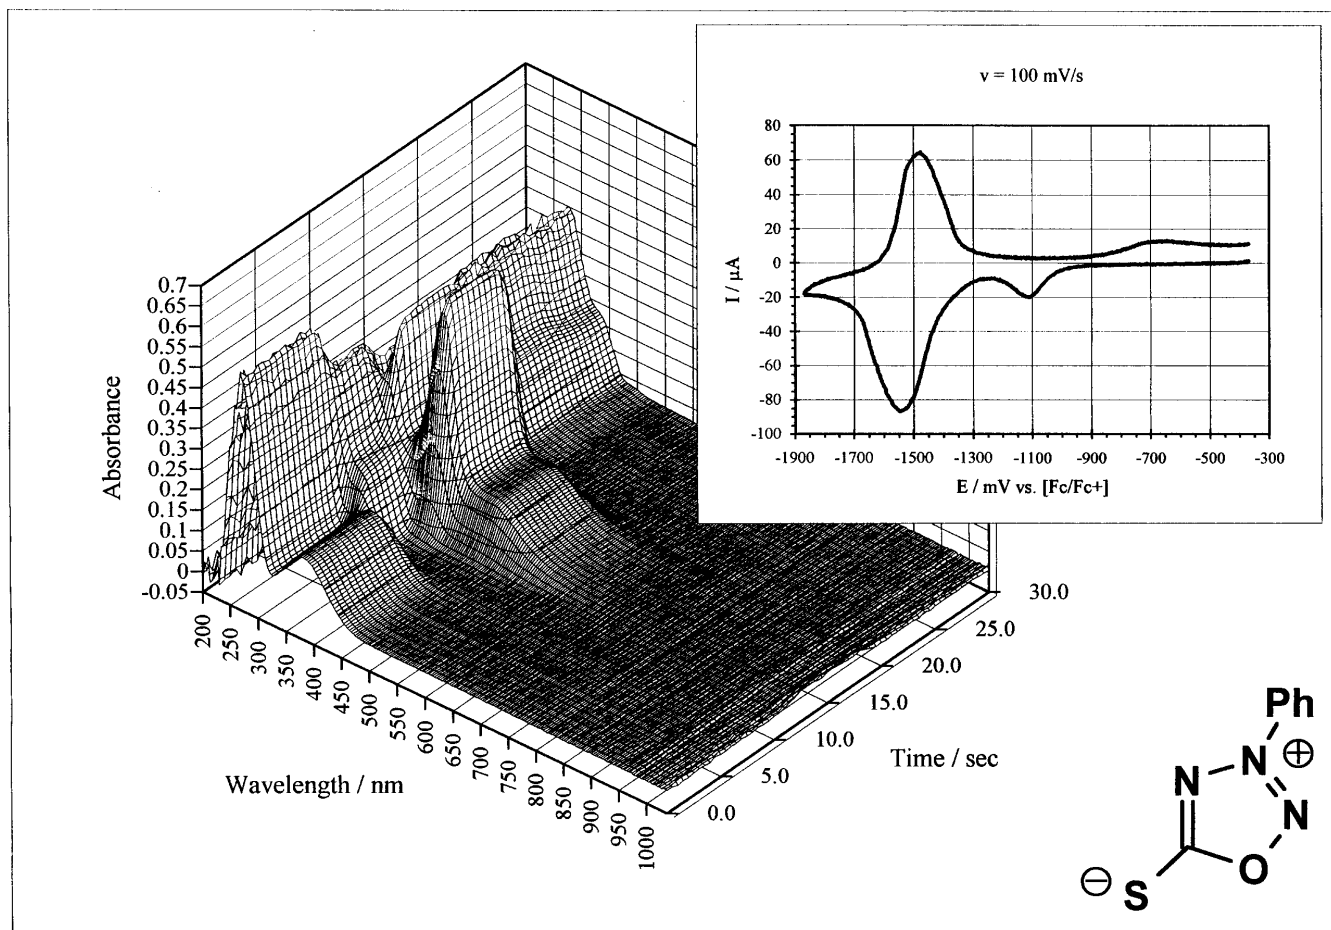 v = 100 mV/s
80
60
40
20
0
-20
-40
-60
-80
-100
I / µA
-1900 -1700 -1500 -1300 -1100 -900 -700 -500 -300
E / mV vs. [Fc/Fc+]
0.7
0.65
0.6
0.55
0.5
0.45
0.4
0.35
0.3
0.25
0.2
0.15
0.1
0.05
0
-0.05
Absorbance
200 250 300 350 400 450 500 550 600 650 700 750 800 850 900 950 1000
Wavelength / nm
0.0 5.0 10.0 15.0 20.0 25.0 30.0
Time / sec
Ph
N N ⊕
N
O
⊖ S